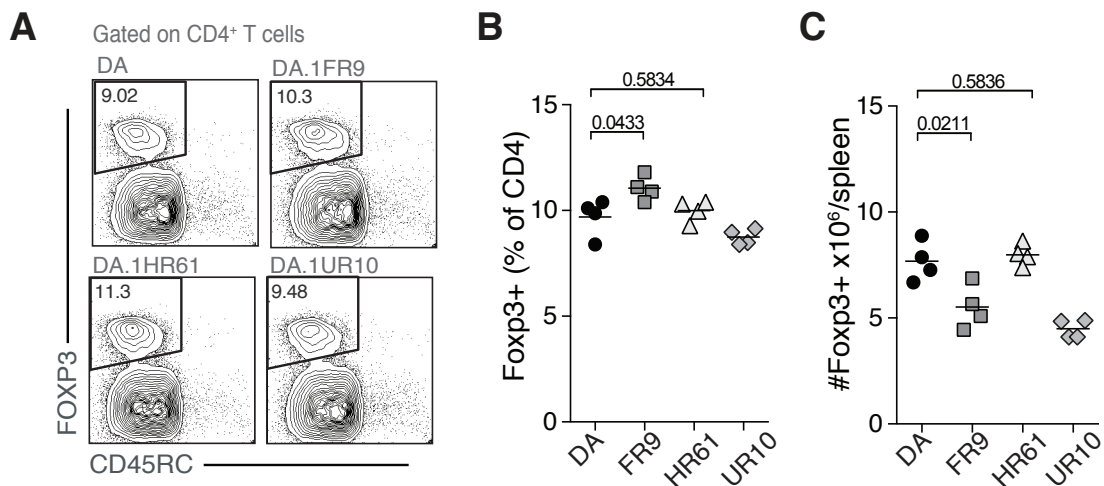 A
Gated on CD4⁺ T cells
DA
DA.1FR9
9.02
10.3
DA.1HR61
DA.1UR10
11.3
9.48
FOXP3
CD45RC
B
0.5834
0.0433
15
10
5
0
Foxp3+ (% of CD4)
DA
FR9
HR61
UR10
C
0.5836
0.0211
15
10
5
0
#Foxp3+ x10⁶/spleen
DA
FR9
HR61
UR10